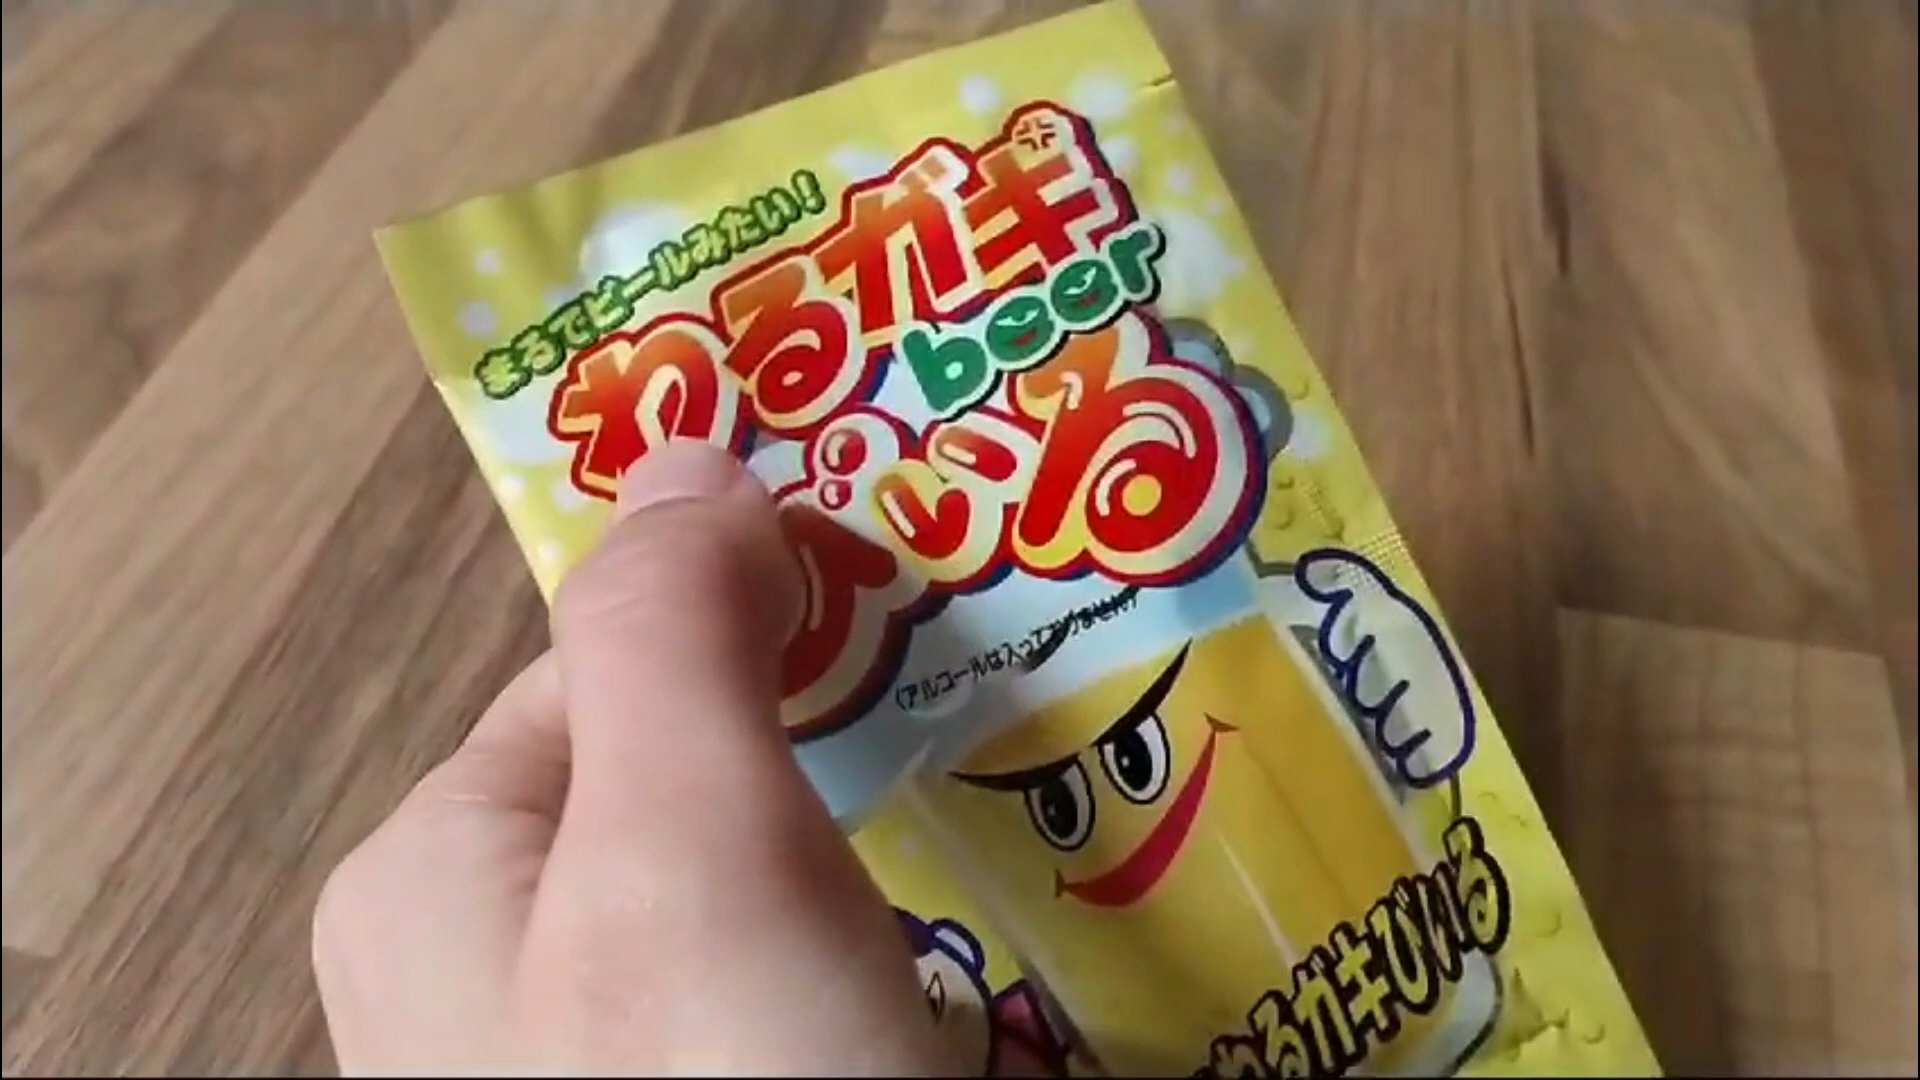 まるでビールみたい!
わるガキ
beer
びいる
(アルコールは入っておりません)
わるガキびいる